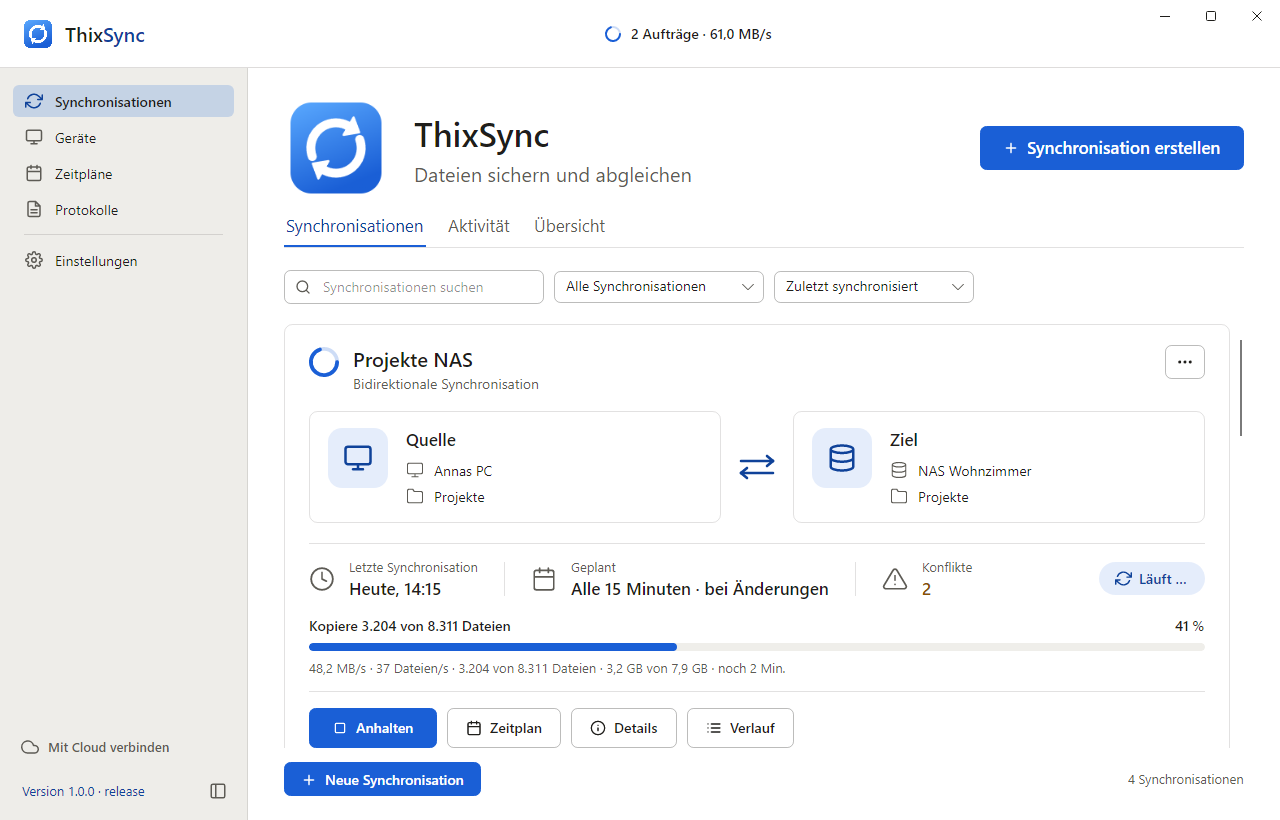 ThixSync
2 Aufträge · 61,0 MB/s
Synchronisationen
Geräte
Zeitpläne
Protokolle
Einstellungen
Mit Cloud verbinden
Version 1.0.0 · release
ThixSync
Dateien sichern und abgleichen
+ Synchronisation erstellen
Synchronisationen Aktivität Übersicht
Synchronisationen suchen
Alle Synchronisationen
Zuletzt synchronisiert
Projekte NAS
Bidirektionale Synchronisation
Quelle
Annas PC
Projekte
Ziel
NAS Wohnzimmer
Projekte
Letzte Synchronisation
Heute, 14:15
Geplant
Alle 15 Minuten · bei Änderungen
Konflikte
2
Läuft ...
Kopiere 3.204 von 8.311 Dateien
41 %
48,2 MB/s · 37 Dateien/s · 3.204 von 8.311 Dateien · 3,2 GB von 7,9 GB · noch 2 Min.
Anhalten
Zeitplan
Details
Verlauf
+ Neue Synchronisation
4 Synchronisationen